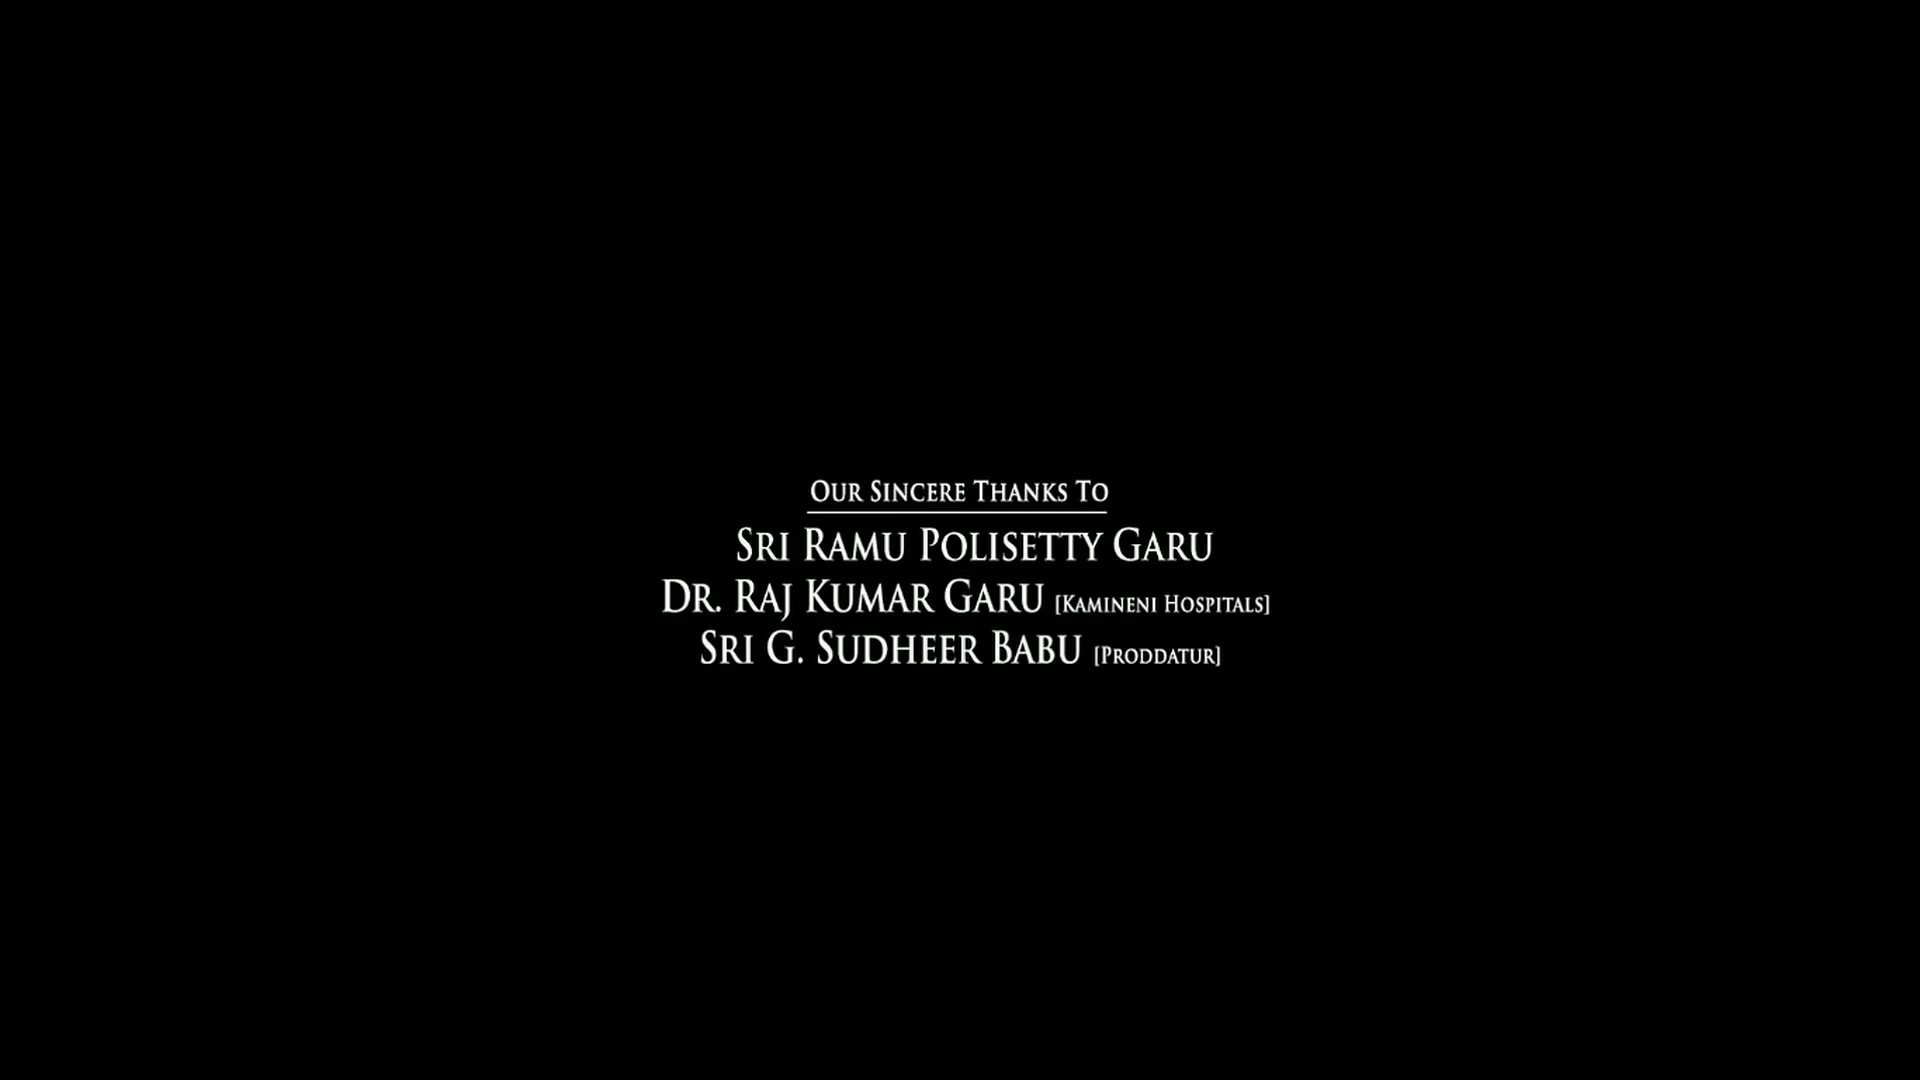 Our Sincere Thanks To
Sri Ramu Polisetty Garu
Dr. Raj Kumar Garu [Kamineni Hospitals]
Sri G. Sudheer Babu [Proddatur]